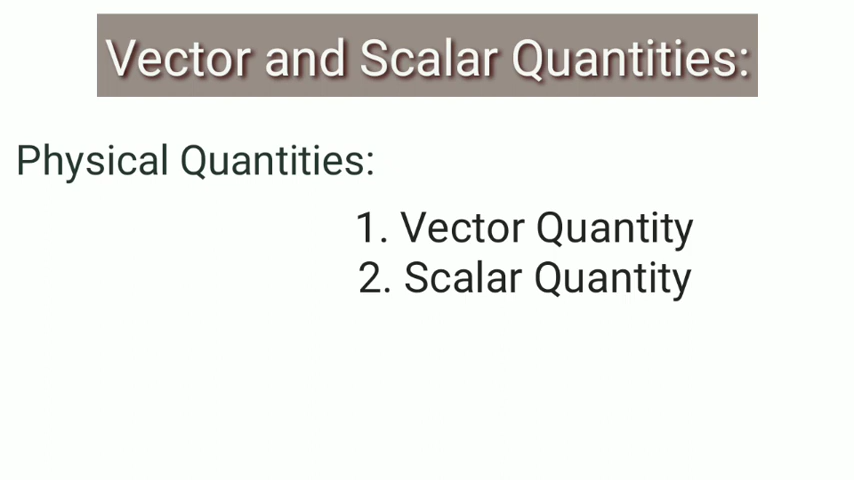 Vector and Scalar Quantities:
Physical Quantities:
1. Vector Quantity
2. Scalar Quantity